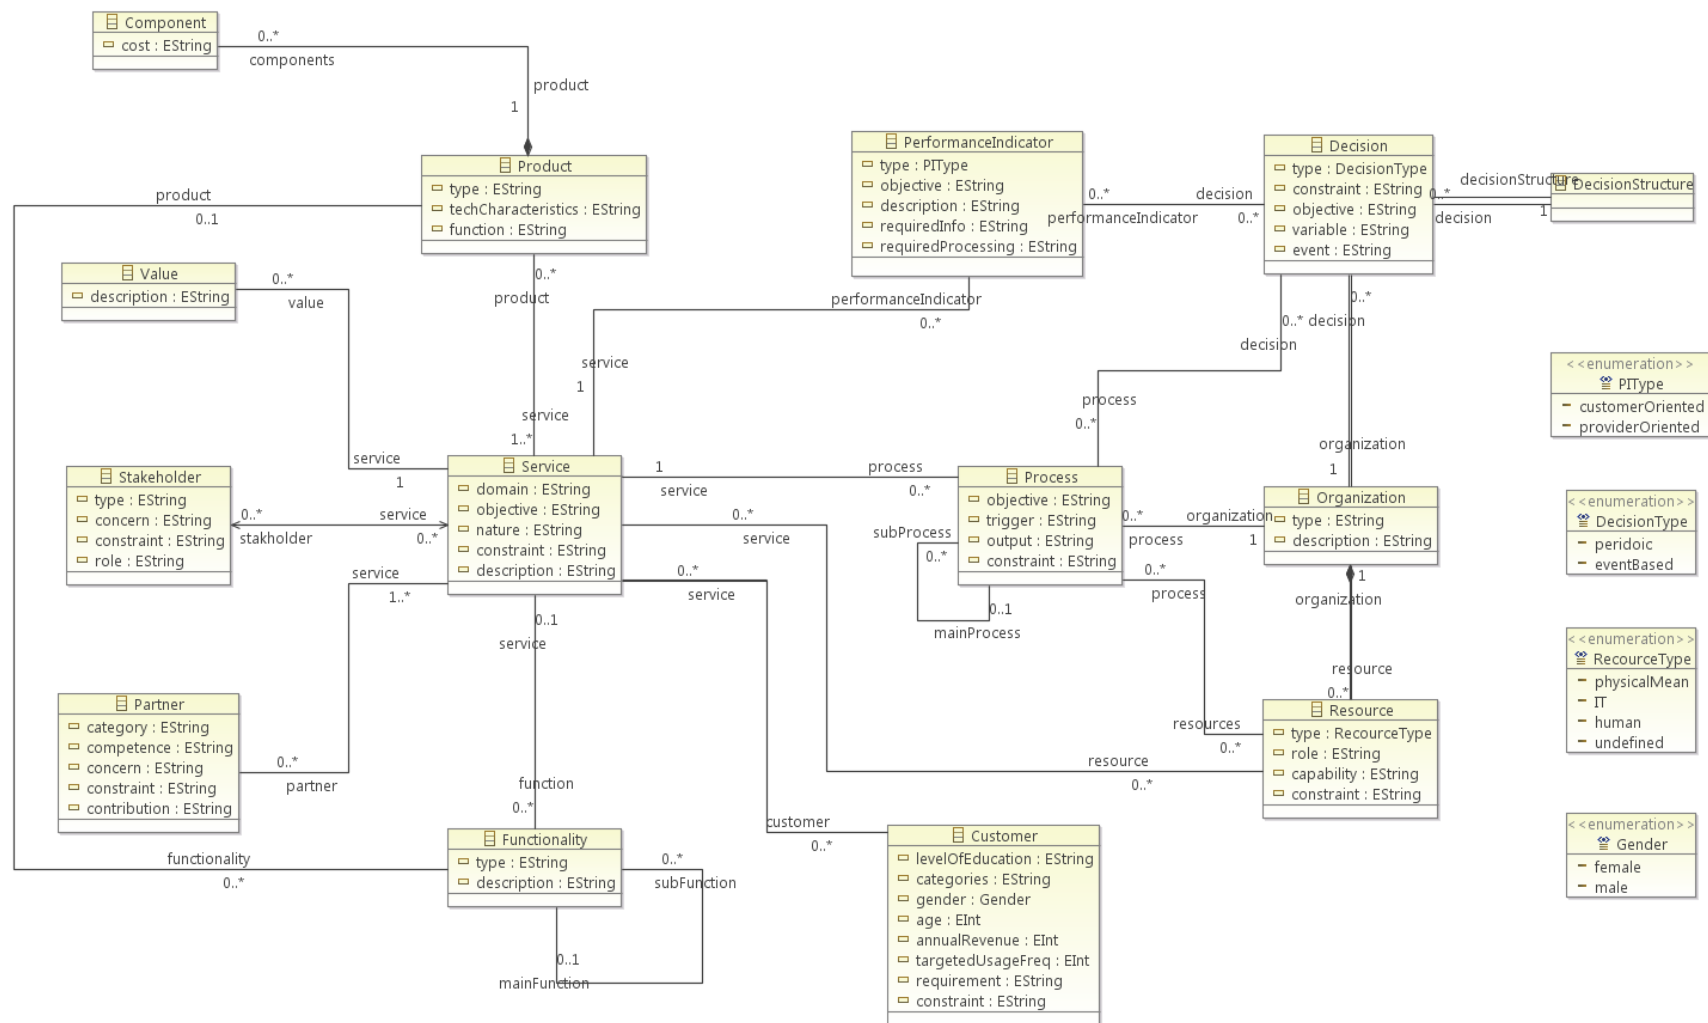 Component
cost : EString
0..*
components
product
1
Product
type : EString
techCharacteristics : EString
function : EString
product
0..1
0..*
product
service
1..*
Value
description : EString
0..*
value
service
1
PerformanceIndicator
type : PIType
objective : EString
description : EString
requiredInfo : EString
requiredProcessing : EString
performanceIndicator
0..*
service
1
0..*
performanceIndicator
decision
0..*
Decision
type : DecisionType
constraint : EString
objective : EString
variable : EString
event : EString
decisionStructure
0..*
decision
1
DecisionStructure
0..*
decision
0..*
decision
process
0..*
organization
1
<<enumeration>>
PIType
customerOriented
providerOriented
Stakeholder
type : EString
concern : EString
constraint : EString
role : EString
0..*
stakholder
service
0..*
Service
domain : EString
objective : EString
nature : EString
constraint : EString
description : EString
1
service
process
0..*
0..*
service
0..*
service
Process
objective : EString
trigger : EString
output : EString
constraint : EString
subProcess
0..*
0..1
mainProcess
0..*
process
organization
1
0..*
process
Organization
type : EString
description : EString
1
organization
resource
0..*
<<enumeration>>
DecisionType
peridoic
eventBased
<<enumeration>>
RecourceType
physicalMean
IT
human
undefined
service
1..*
0..1
service
Partner
category : EString
competence : EString
concern : EString
constraint : EString
contribution : EString
0..*
partner
function
0..*
resources
0..*
resource
0..*
Resource
type : RecourceType
role : EString
capability : EString
constraint : EString
functionality
0..*
Functionality
type : EString
description : EString
0..*
subFunction
0..1
mainFunction
customer
0..*
Customer
levelOfEducation : EString
categories : EString
gender : Gender
age : EInt
annualRevenue : EInt
targetedUsageFreq : EInt
requirement : EString
constraint : EString
<<enumeration>>
Gender
female
male